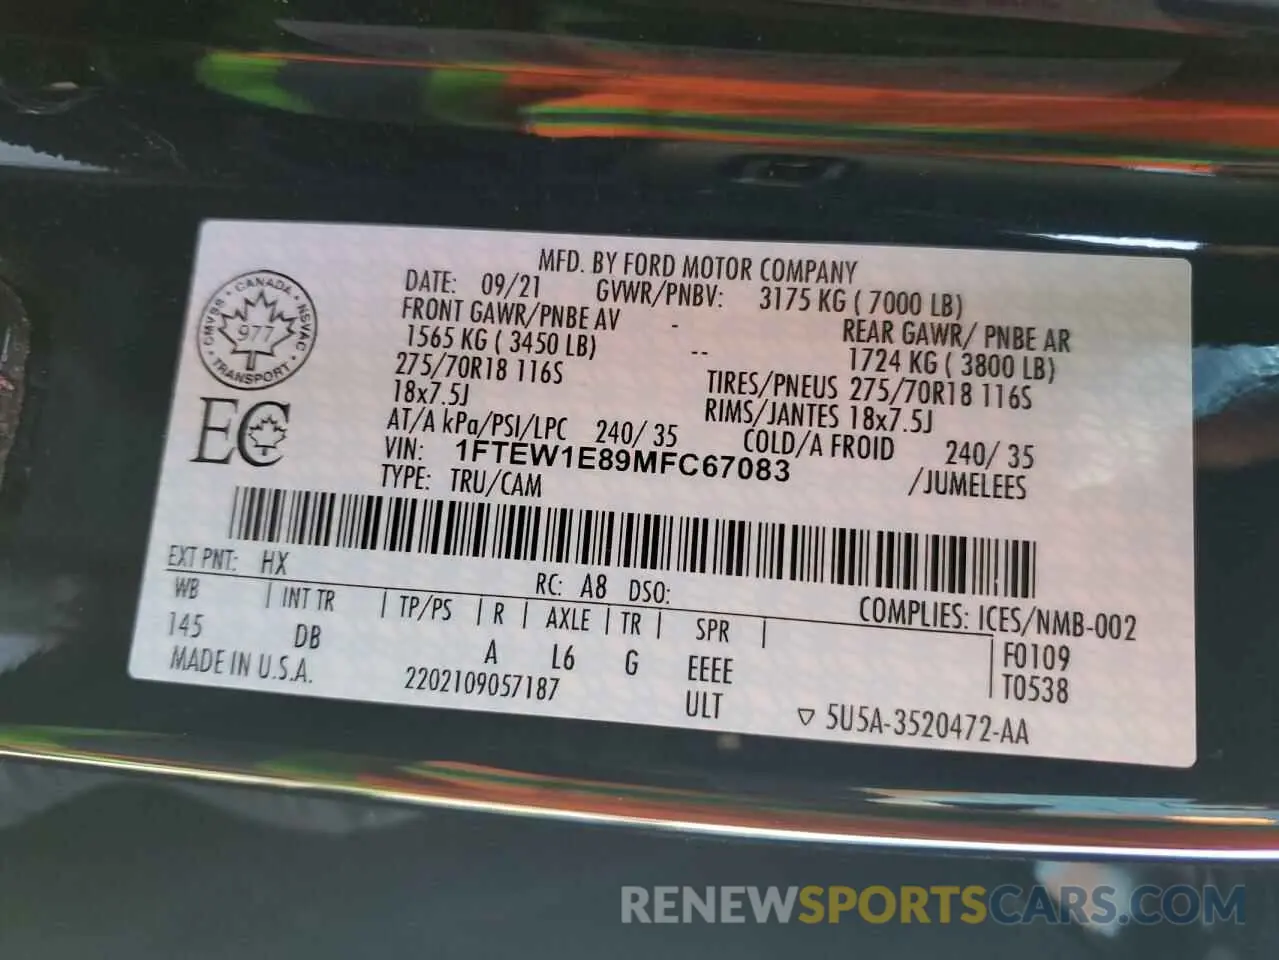 MFD. BY FORD MOTOR COMPANY
DATE: 09/21 GVWR/PNBV: 3175 KG ( 7000 LB)
FRONT GAWR/PNBE AV - REAR GAWR/ PNBE AR
1565 KG ( 3450 LB) -- 1724 KG ( 3800 LB)
275/70R18 116S TIRES/PNEUS 275/70R18 116S
18x7.5J RIMS/JANTES 18x7.5J
AT/A kPa/PSI/LPC 240/ 35 COLD/A FROID 240/ 35
VIN: 1FTEW1E89MFC67083 /JUMELEES
TYPE: TRU/CAM
CANADA · NSVAC · TRANSPORT · CMVSS
977
EC
EXT PNT: HX RC: A8 DSO:
COMPLIES: ICES/NMB-002
WB | INT TR | TP/PS | R | AXLE | TR | SPR |
F0109
145 DB A L6 G EEEE
T0538
MADE IN U.S.A. 2202109057187 ULT ▽ 5U5A-3520472-AA
RENEWSPORTSCARS.COM